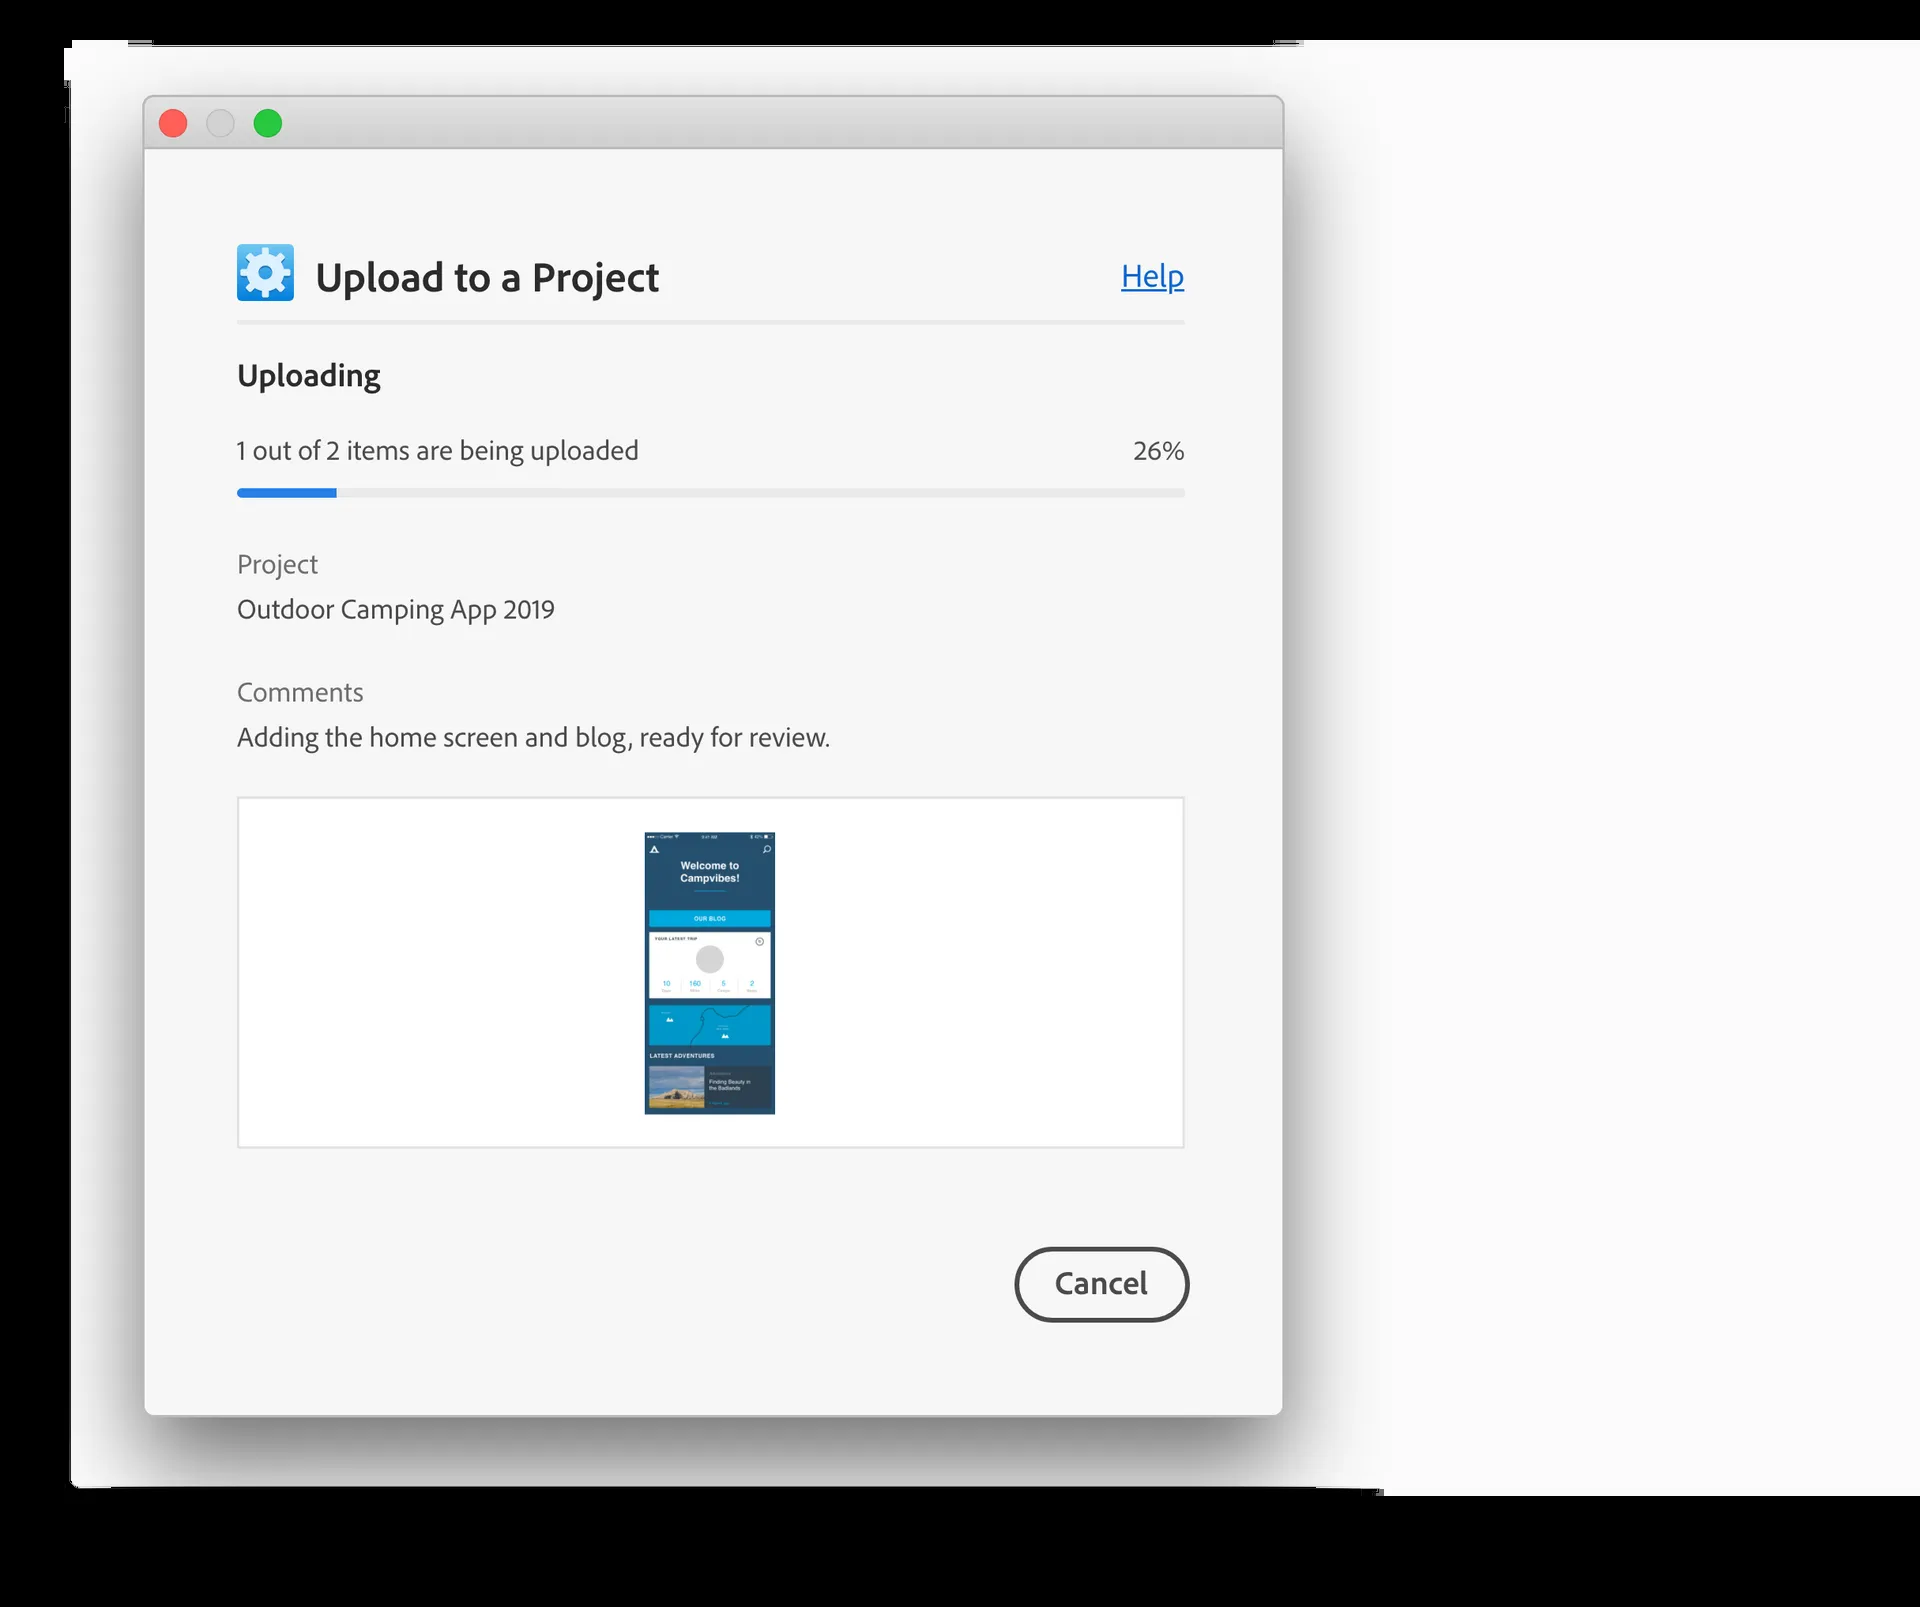 Upload to a Project
Help
Uploading
1 out of 2 items are being uploaded
26%
Project
Outdoor Camping App 2019
Comments
Adding the home screen and blog, ready for review.
Welcome to
Campvibes!
OUR BLOG
YOUR LATEST TRIP
10 160 5 2
LATEST ADVENTURES
Finding Beauty in
the Badlands
Cancel